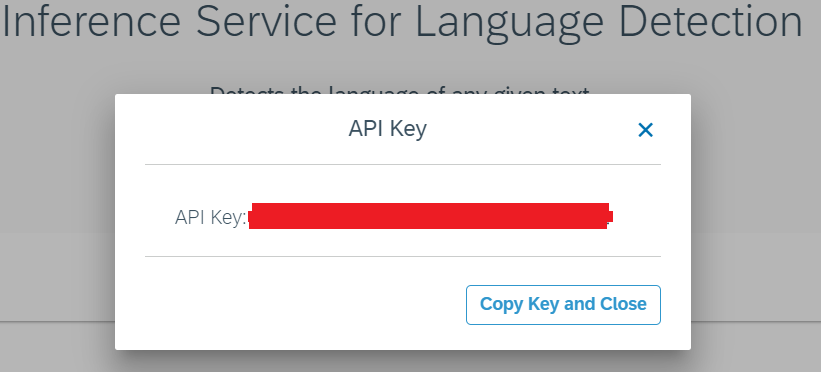 Inference Service for Language Detection
Detects the language of any given text
API Key
API Key:
Copy Key and Close